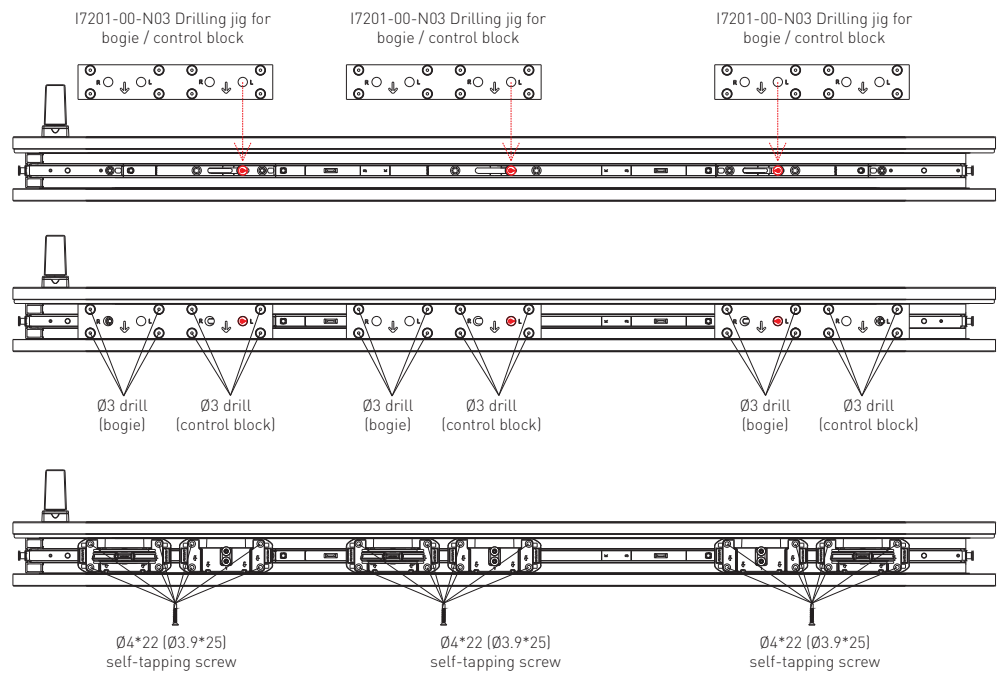 I7201-00-N03 Drilling jig for
bogie / control block
I7201-00-N03 Drilling jig for
bogie / control block
I7201-00-N03 Drilling jig for
bogie / control block
R L R L
R L R L
R L R L
R L R L
R L R L
R L R L
Ø3 drill
(bogie)
Ø3 drill
(control block)
Ø3 drill
(bogie)
Ø3 drill
(control block)
Ø3 drill
(bogie)
Ø3 drill
(control block)
Ø4*22 (Ø3.9*25)
self-tapping screw
Ø4*22 (Ø3.9*25)
self-tapping screw
Ø4*22 (Ø3.9*25)
self-tapping screw